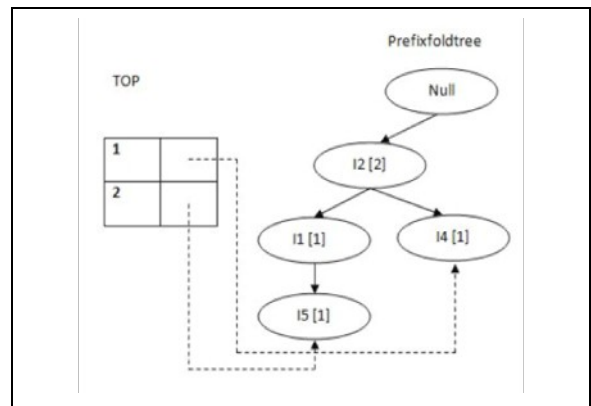 Prefixfoldtree
TOP
Null
1
I2 [2]
2
I1 [1]
I4 [1]
I5 [1]